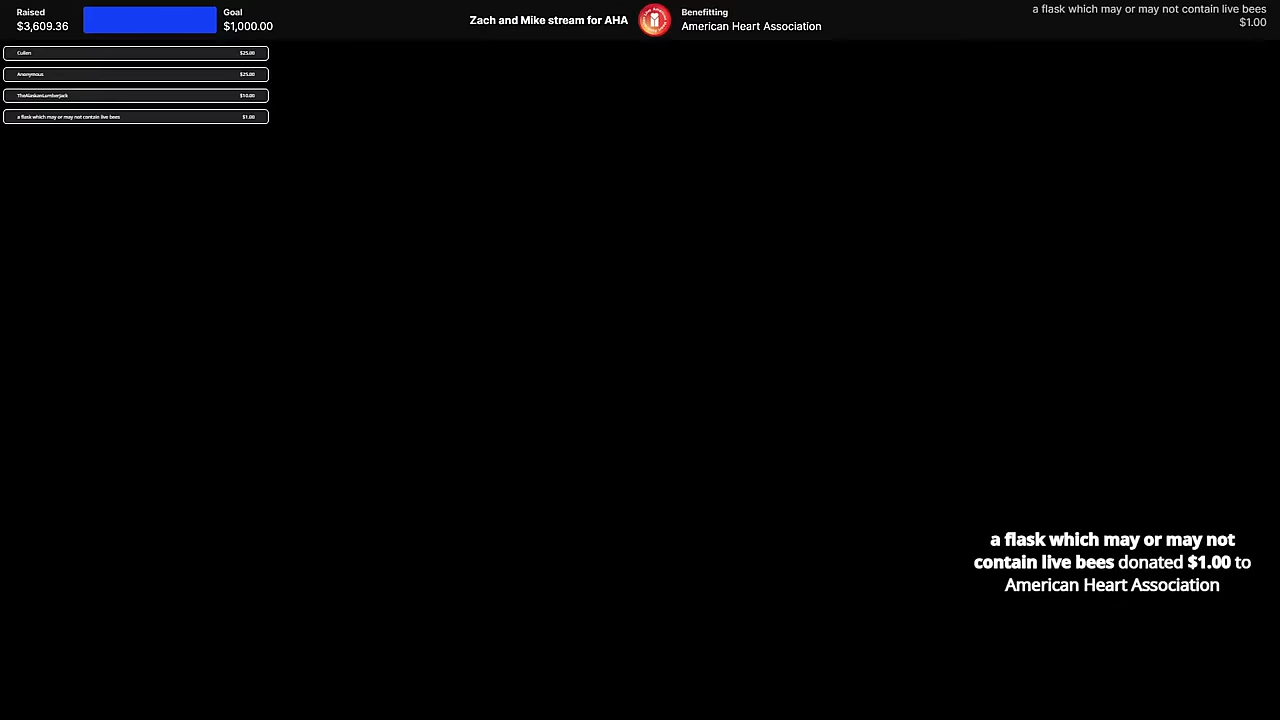 Raised
$3,609.36
Goal
$1,000.00
Zach and Mike stream for AHA
Benefitting
American Heart Association
a flask which may or may not contain live bees
$1.00
Cullen $25.00
Anonymous $25.00
TheAlaskanLumberjack $10.00
a flask which may or may not contain live bees $1.00
a flask which may or may not
contain live bees donated $1.00 to
American Heart Association